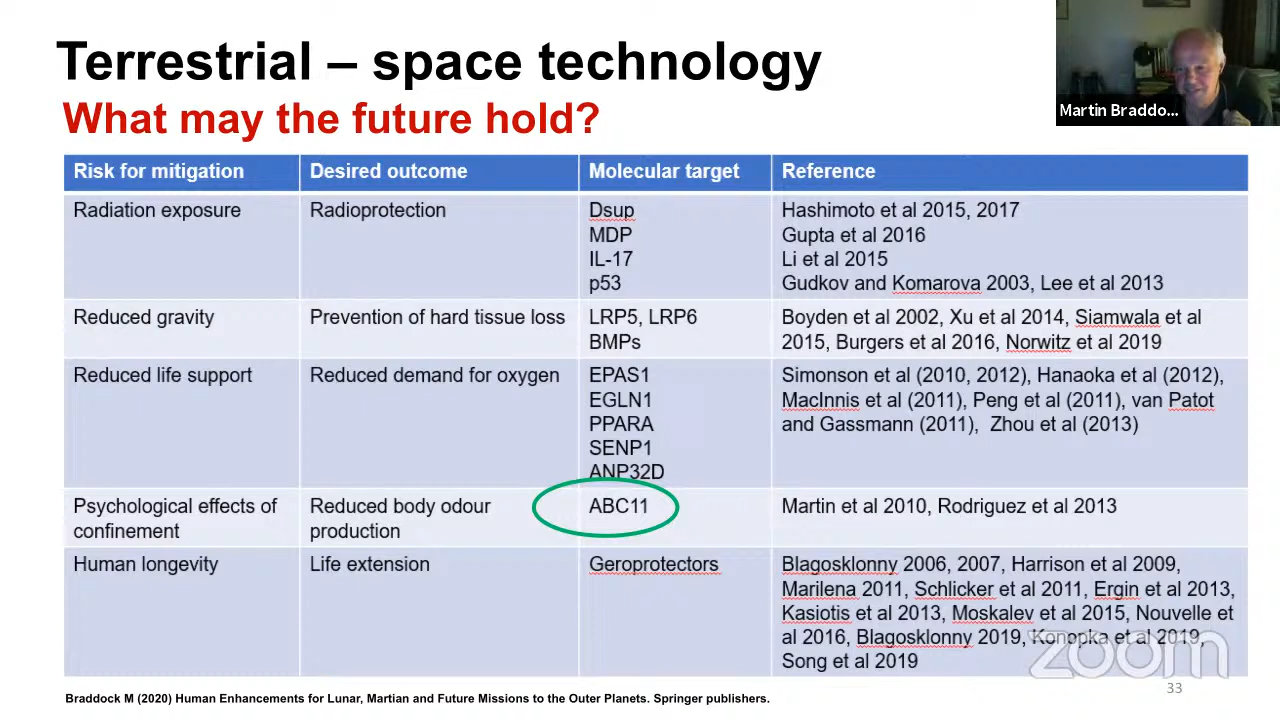 Terrestrial – space technology
What may the future hold?
Martin Braddo...
Risk for mitigation Desired outcome Molecular target Reference
Radiation exposure Radioprotection Dsup Hashimoto et al 2015, 2017
MDP Gupta et al 2016
IL-17 Li et al 2015
p53 Gudkov and Komarova 2003, Lee et al 2013
Reduced gravity Prevention of hard tissue loss LRP5, LRP6 Boyden et al 2002, Xu et al 2014, Siamwala et al
BMPs 2015, Burgers et al 2016, Norwitz et al 2019
Reduced life support Reduced demand for oxygen EPAS1 Simonson et al (2010, 2012), Hanaoka et al (2012),
EGLN1 MacInnis et al (2011), Peng et al (2011), van Patot
PPARA and Gassmann (2011), Zhou et al (2013)
SENP1
ANP32D
Psychological effects of Reduced body odour ABC11 Martin et al 2010, Rodriguez et al 2013
confinement production
Human longevity Life extension Geroprotectors Blagosklonny 2006, 2007, Harrison et al 2009,
Marilena 2011, Schlicker et al 2011, Ergin et al 2013,
Kasiotis et al 2013, Moskalev et al 2015, Nouvelle et
al 2016, Blagosklonny 2019, Konopka et al 2019,
Song et al 2019
zoom
33
Braddock M (2020) Human Enhancements for Lunar, Martian and Future Missions to the Outer Planets. Springer publishers.